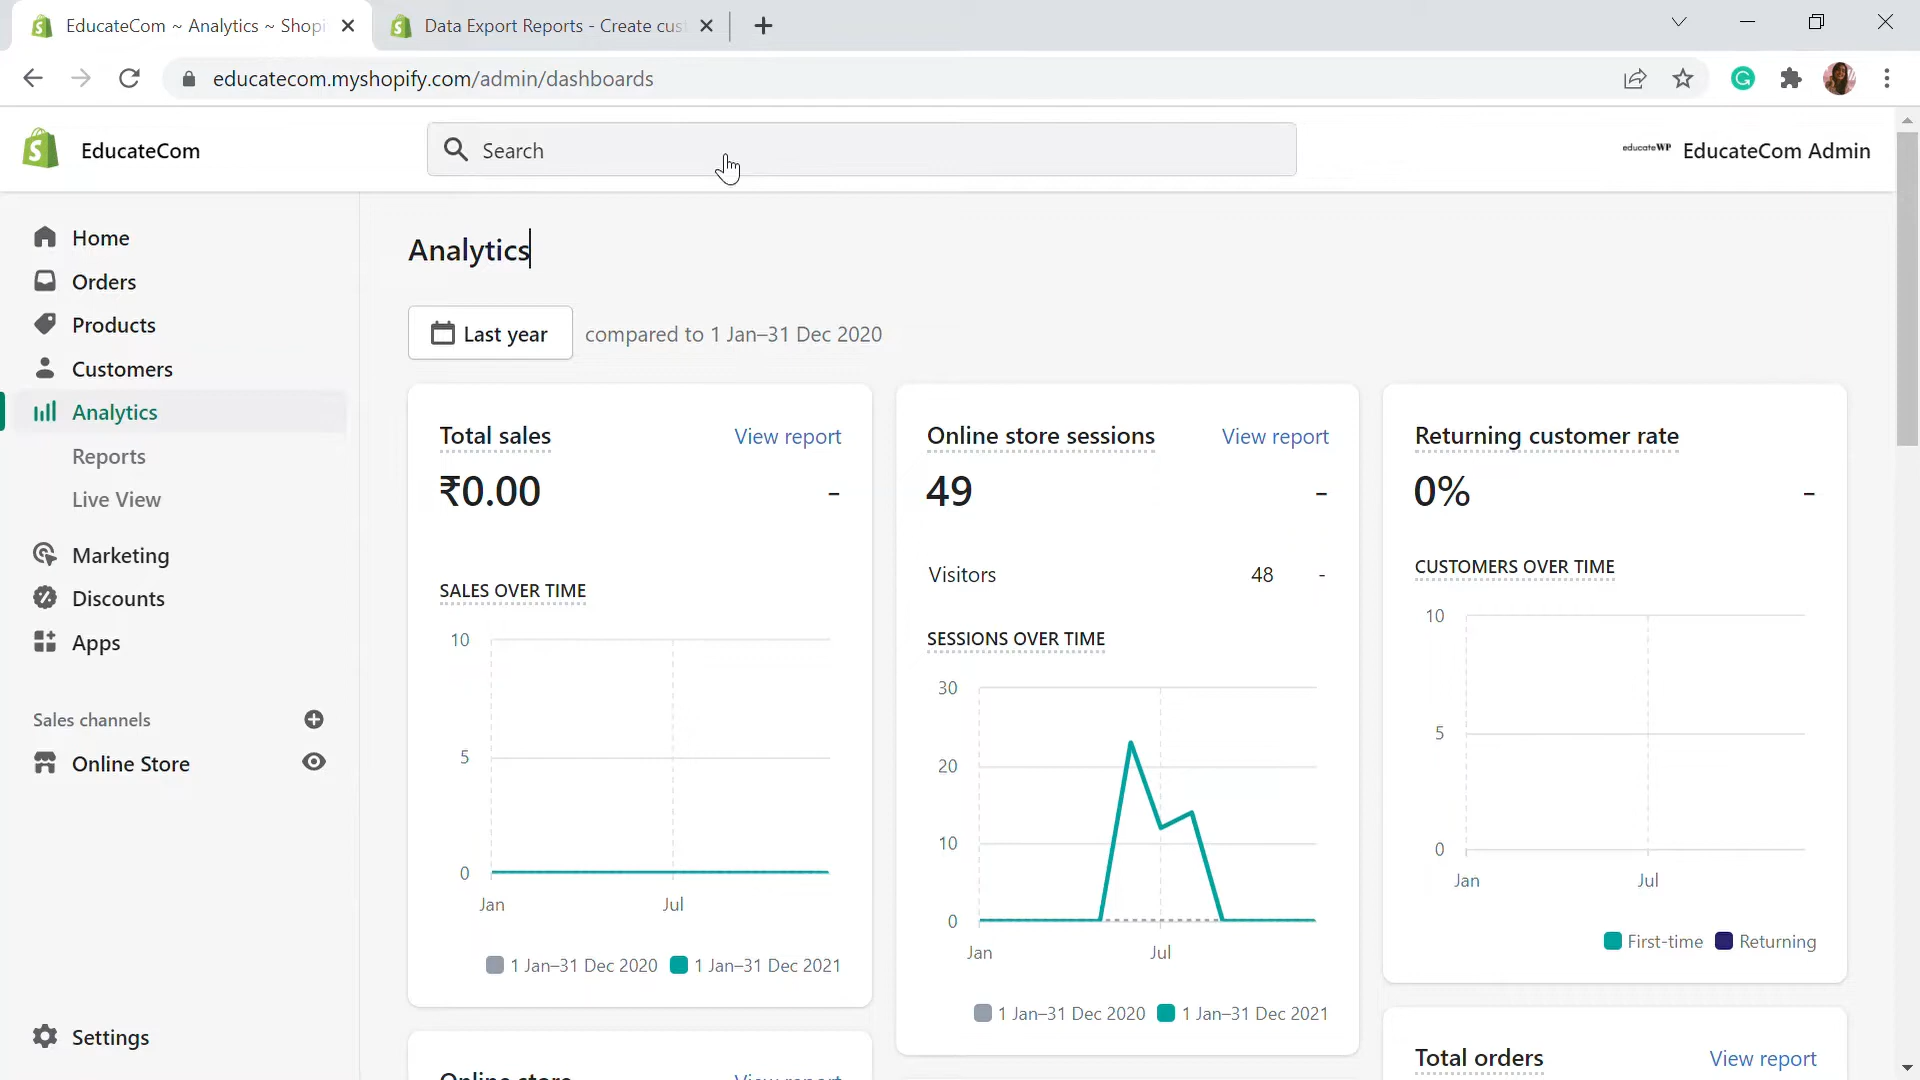 EducateCom ~ Analytics ~ Shopi
Data Export Reports - Create cus
educatecom.myshopify.com/admin/dashboards
EducateCom
Search
educateWP EducateCom Admin
Home
Orders
Products
Customers
Analytics
Reports
Live View
Marketing
Discounts
Apps
Sales channels
Online Store
Settings
Analytics
Last year compared to 1 Jan–31 Dec 2020
Total sales View report
₹0.00 -
SALES OVER TIME
10
5
0
Jan Jul
1 Jan–31 Dec 2020 1 Jan–31 Dec 2021
Online store sessions View report
49 -
Visitors 48 -
SESSIONS OVER TIME
30
20
10
0
Jan Jul
1 Jan–31 Dec 2020 1 Jan–31 Dec 2021
Returning customer rate
0% -
CUSTOMERS OVER TIME
10
5
0
Jan Jul
First-time Returning
Online store View report
Total orders View report